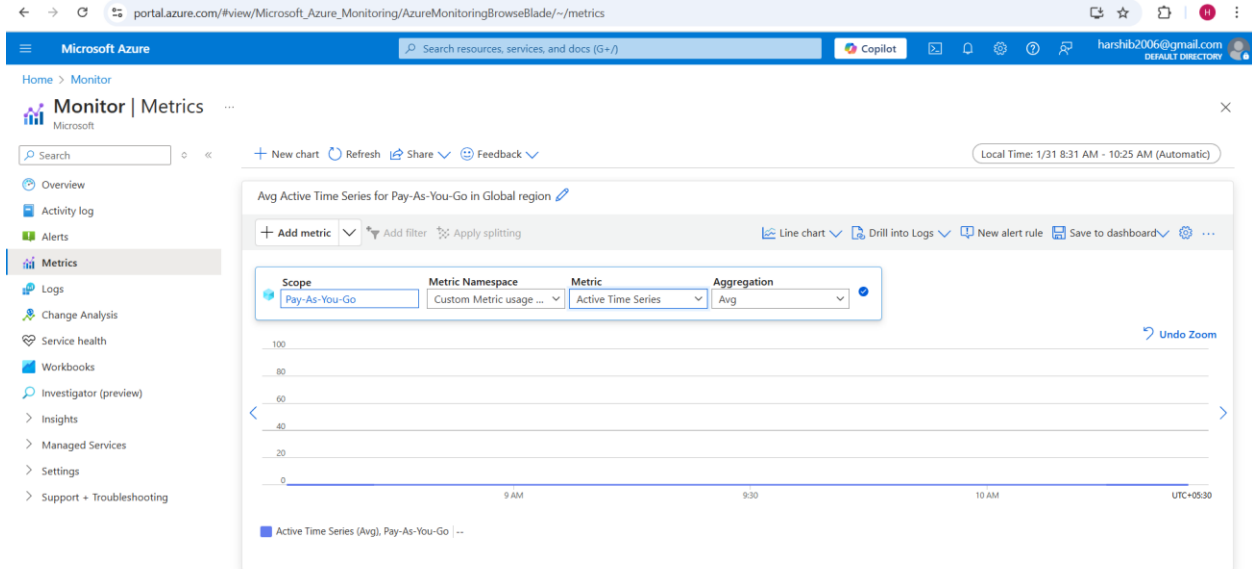 portal.azure.com/#view/Microsoft_Azure_Monitoring/AzureMonitoringBrowseBlade/~/metrics
H
Microsoft Azure
Search resources, services, and docs (G+/)
Copilot
harshib2006@gmail.com
DEFAULT DIRECTORY
Home > Monitor
Monitor | Metrics ...
Microsoft
Search
+ New chart Refresh Share Feedback
Local Time: 1/31 8:31 AM - 10:25 AM (Automatic)
Overview
Activity log
Alerts
Metrics
Logs
Change Analysis
Service health
Workbooks
Investigator (preview)
Insights
Managed Services
Settings
Support + Troubleshooting
Avg Active Time Series for Pay-As-You-Go in Global region
+ Add metric Add filter Apply splitting
Line chart Drill into Logs New alert rule Save to dashboard ...
Scope Metric Namespace Metric Aggregation
Pay-As-You-Go Custom Metric usage ... Active Time Series Avg
Undo Zoom
100
80
60
40
20
0
9 AM 9:30 10 AM UTC+05:30
Active Time Series (Avg), Pay-As-You-Go | --